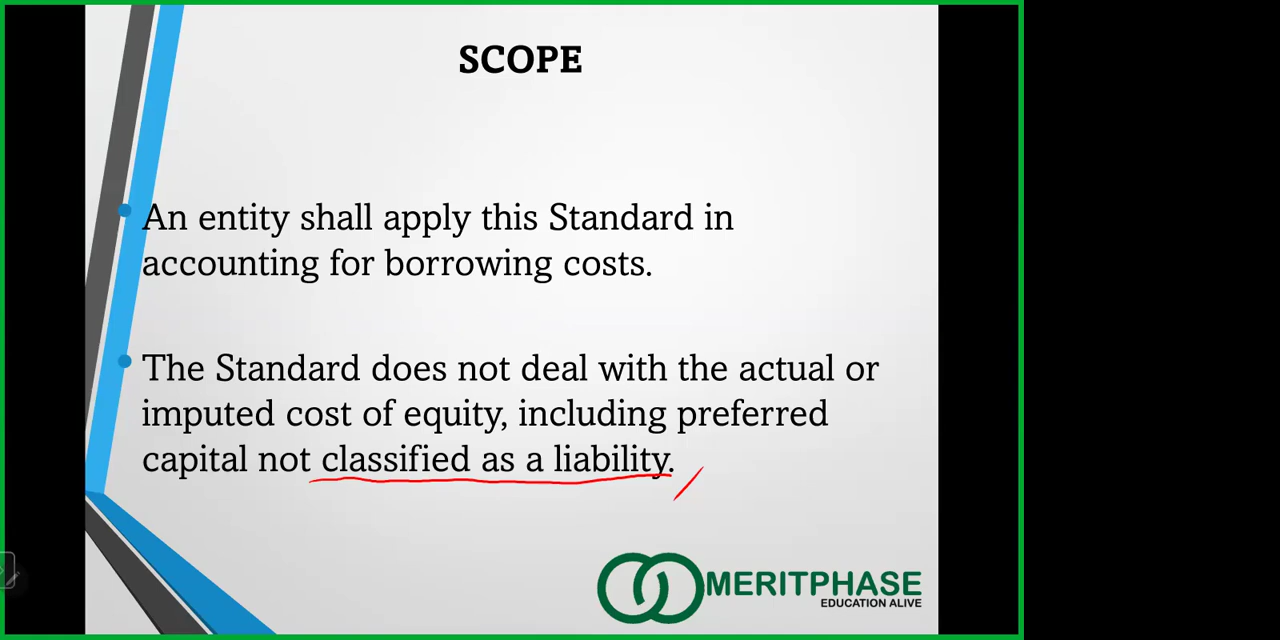 SCOPE
An entity shall apply this Standard in
accounting for borrowing costs.
The Standard does not deal with the actual or
imputed cost of equity, including preferred
capital not classified as a liability.
MERITPHASE
EDUCATION ALIVE